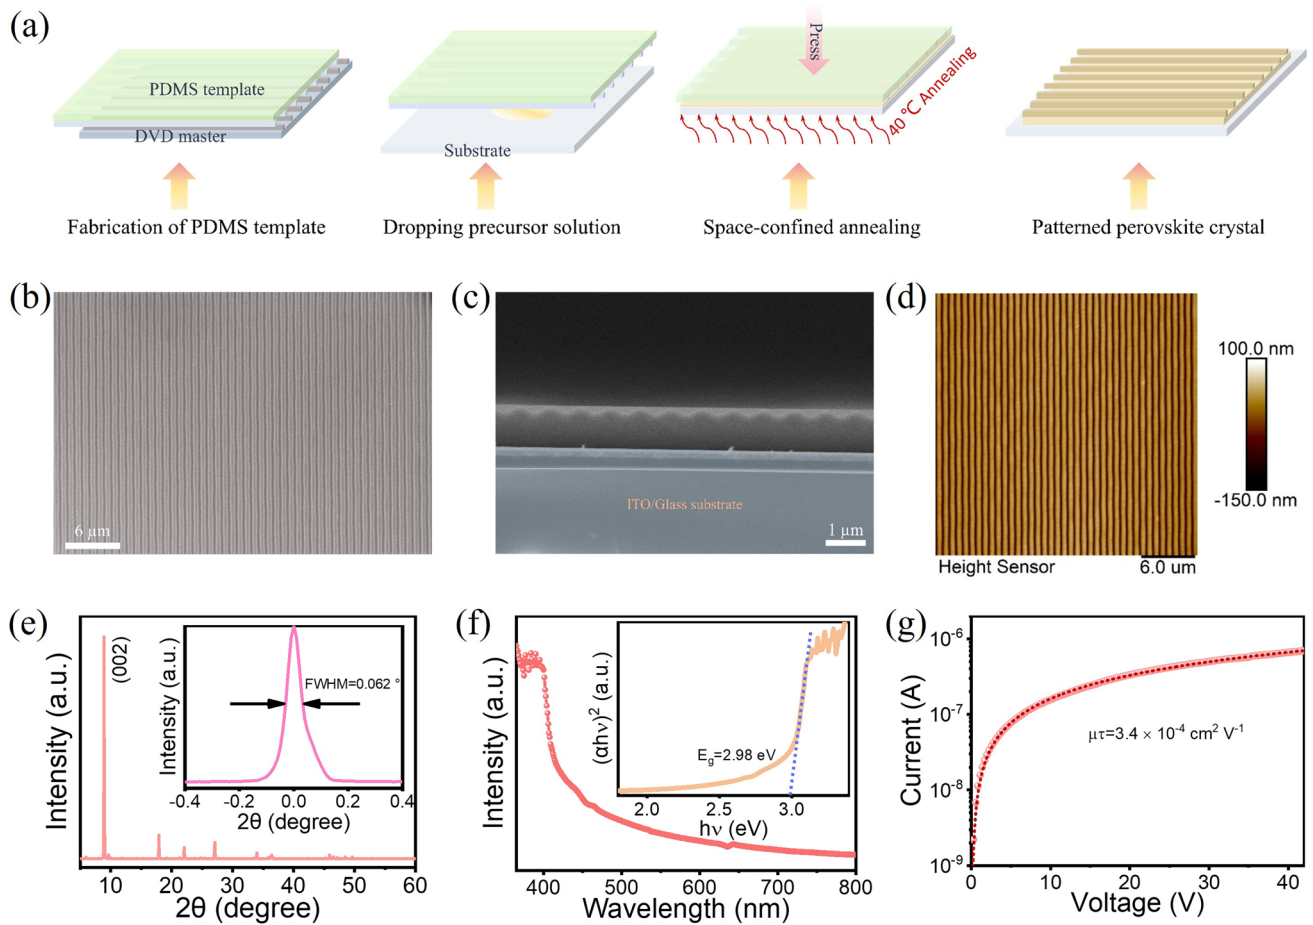 (a)
PDMS template
DVD master
Substrate
Press
40 °C Annealing
Fabrication of PDMS template
Dropping precursor solution
Space-confined annealing
Patterned perovskite crystal
(b)
6 μm
(c)
ITO/Glass substrate
1 μm
(d)
100.0 nm
-150.0 nm
Height Sensor
6.0 um
(e)
Intensity (a.u.)
(002)
Intensity (a.u.)
FWHM=0.062 °
-0.4 -0.2 0.0 0.2 0.4
2θ (degree)
10 20 30 40 50 60
2θ (degree)
(f)
Intensity (a.u.)
(αhν)² (a.u.)
Eg=2.98 eV
2.0 2.5 3.0
hν (eV)
400 500 600 700 800
Wavelength (nm)
(g)
Current (A)
10⁻⁶
10⁻⁷
10⁻⁸
10⁻⁹
μτ=3.4 × 10⁻⁴ cm² V⁻¹
0 10 20 30 40
Voltage (V)